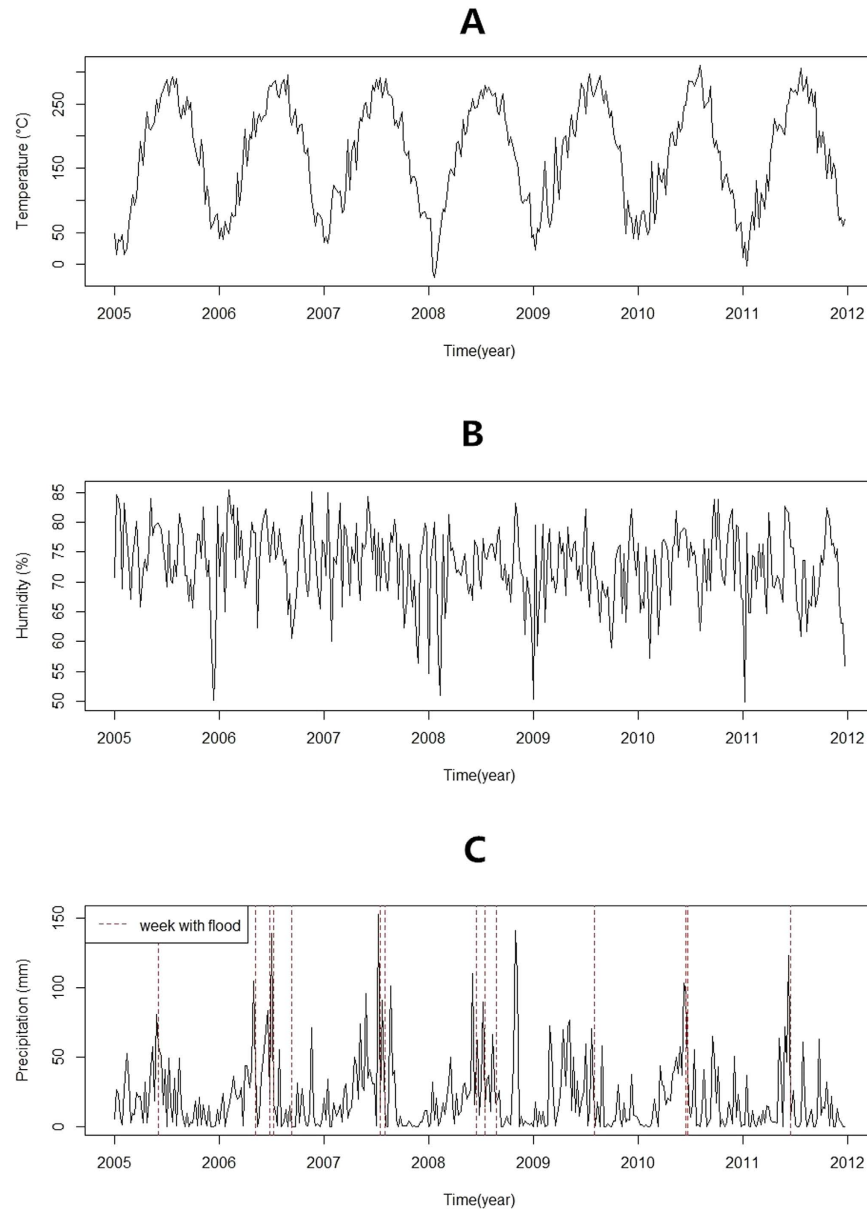 A
Temperature (°C)
250
150
50
0
2005 2006 2007 2008 2009 2010 2011 2012
Time(year)
B
Humidity (%)
85
80
75
70
65
60
55
50
2005 2006 2007 2008 2009 2010 2011 2012
Time(year)
C
week with flood
Precipitation (mm)
150
100
50
0
2005 2006 2007 2008 2009 2010 2011 2012
Time(year)